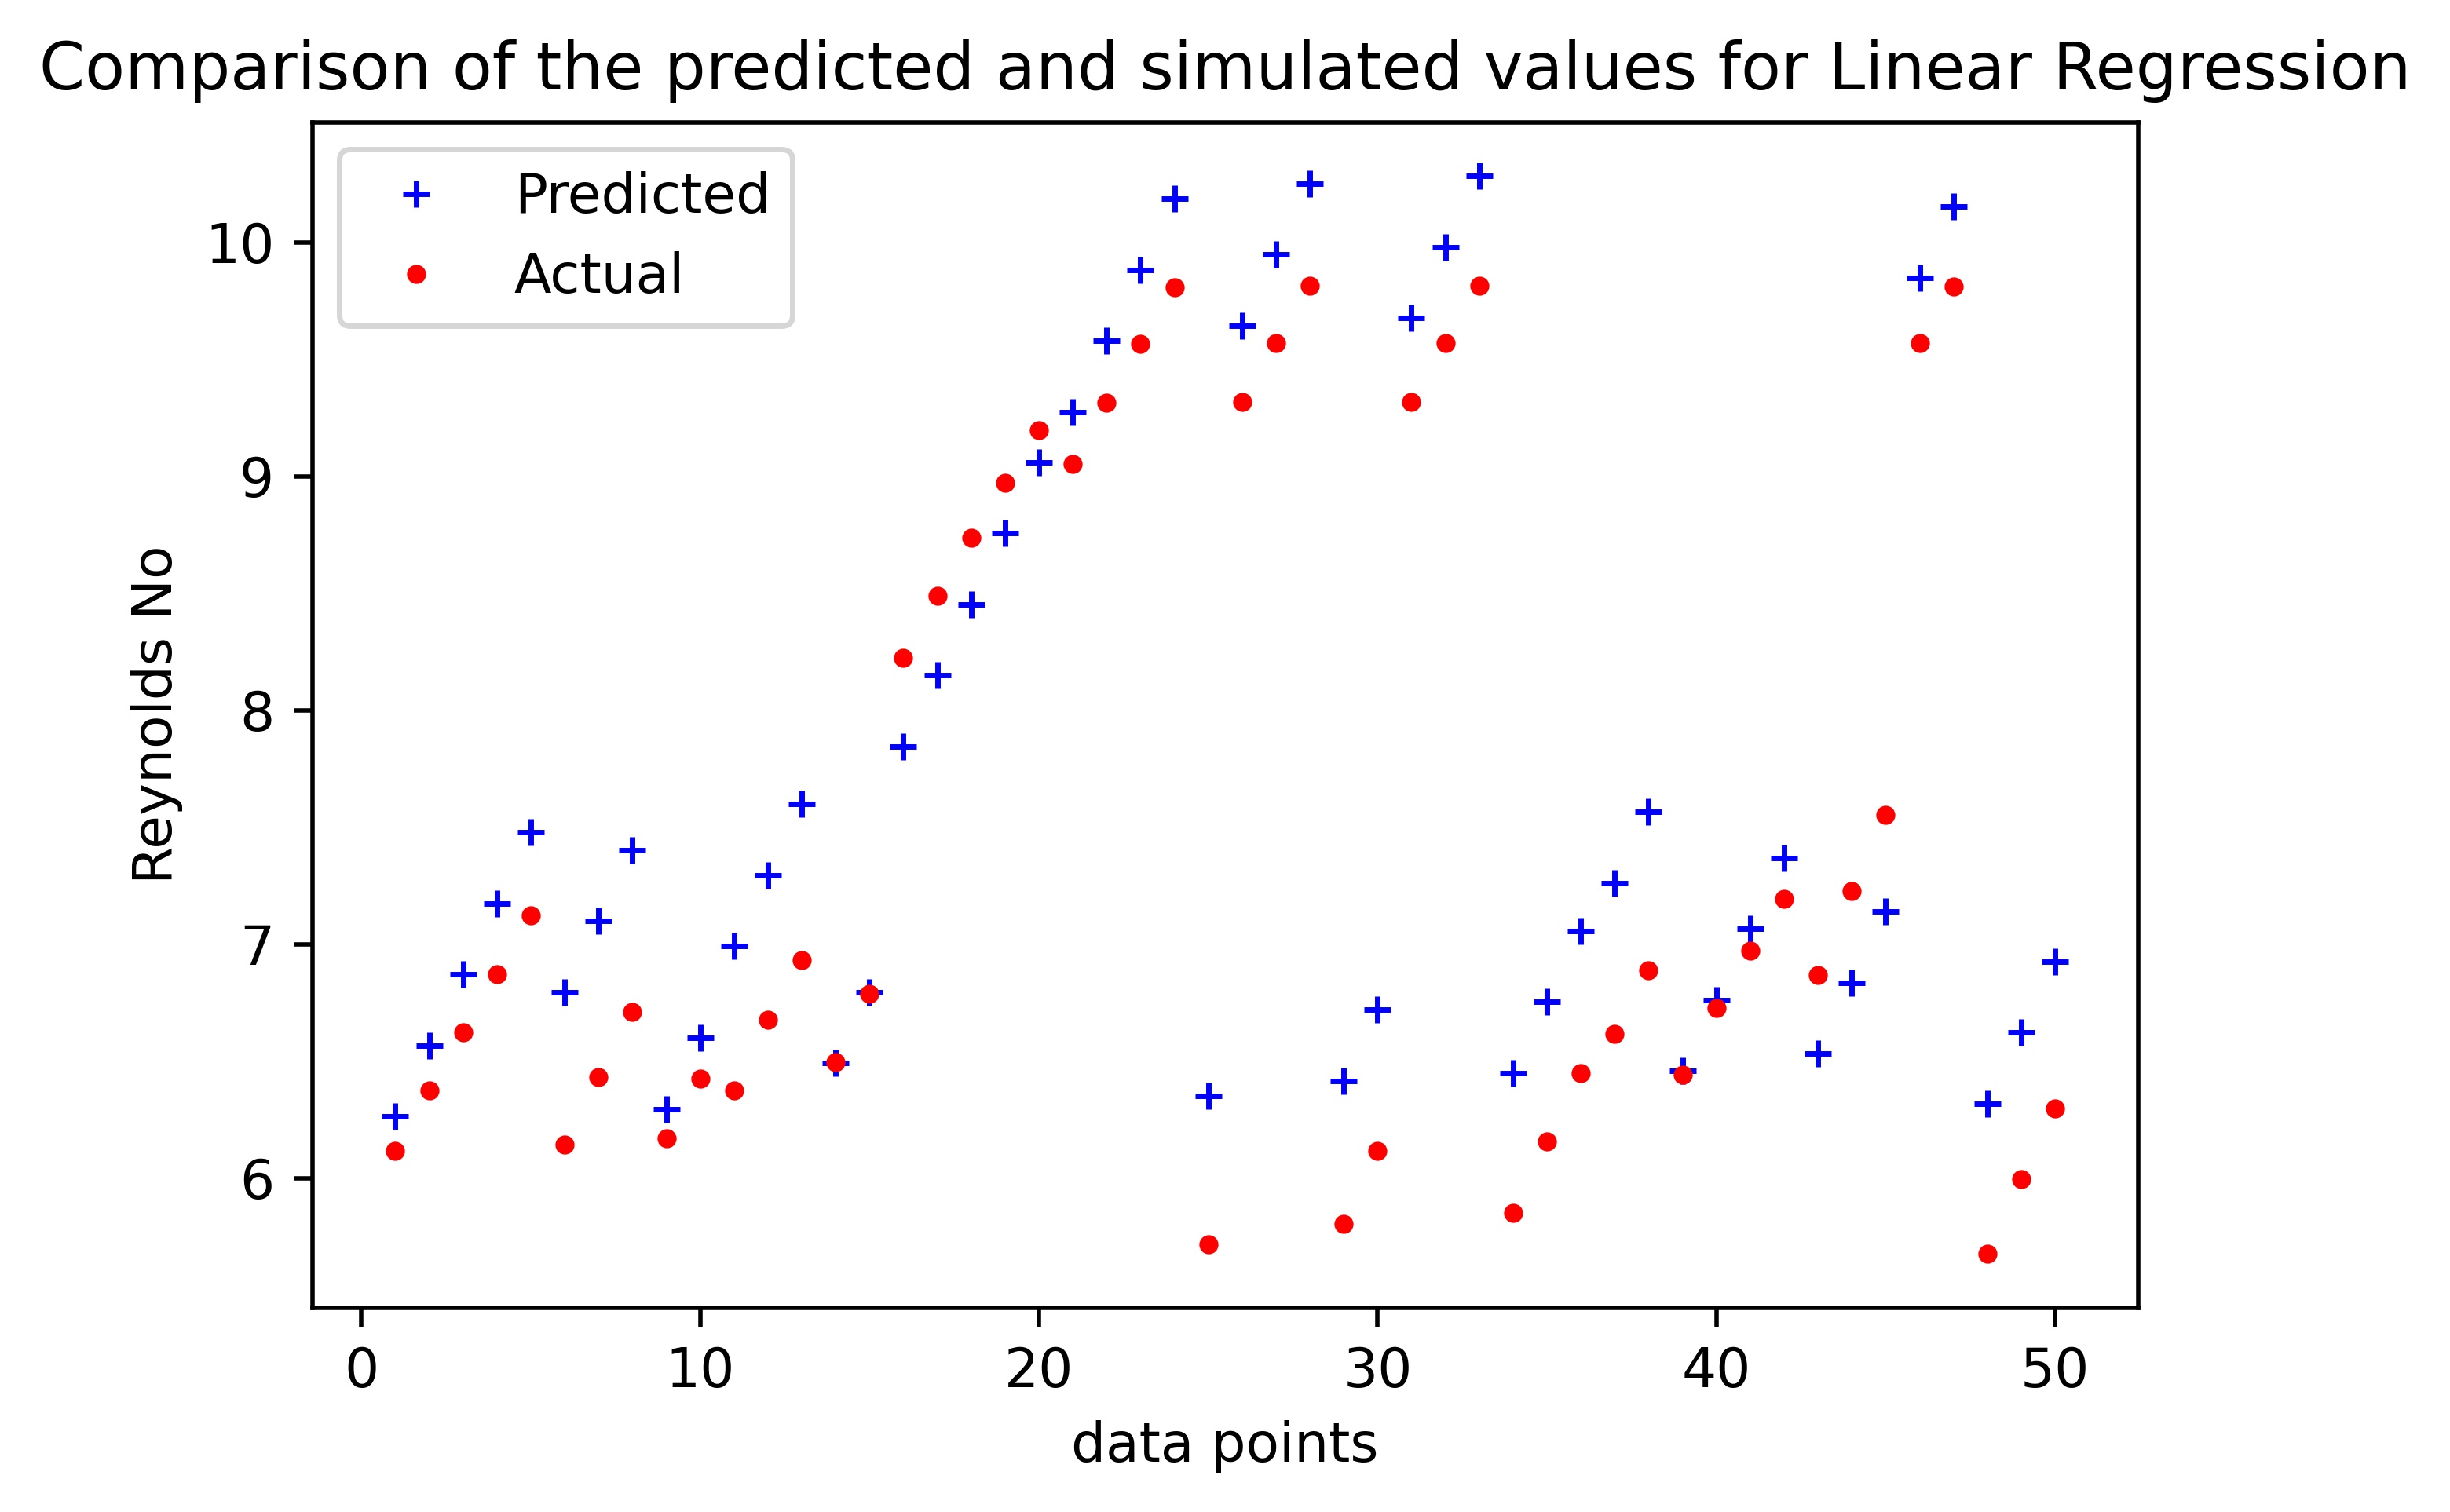 Comparison of the predicted and simulated values for Linear Regression
Predicted
Actual
10
9
8
7
6
Reynolds No
0 10 20 30 40 50
data points